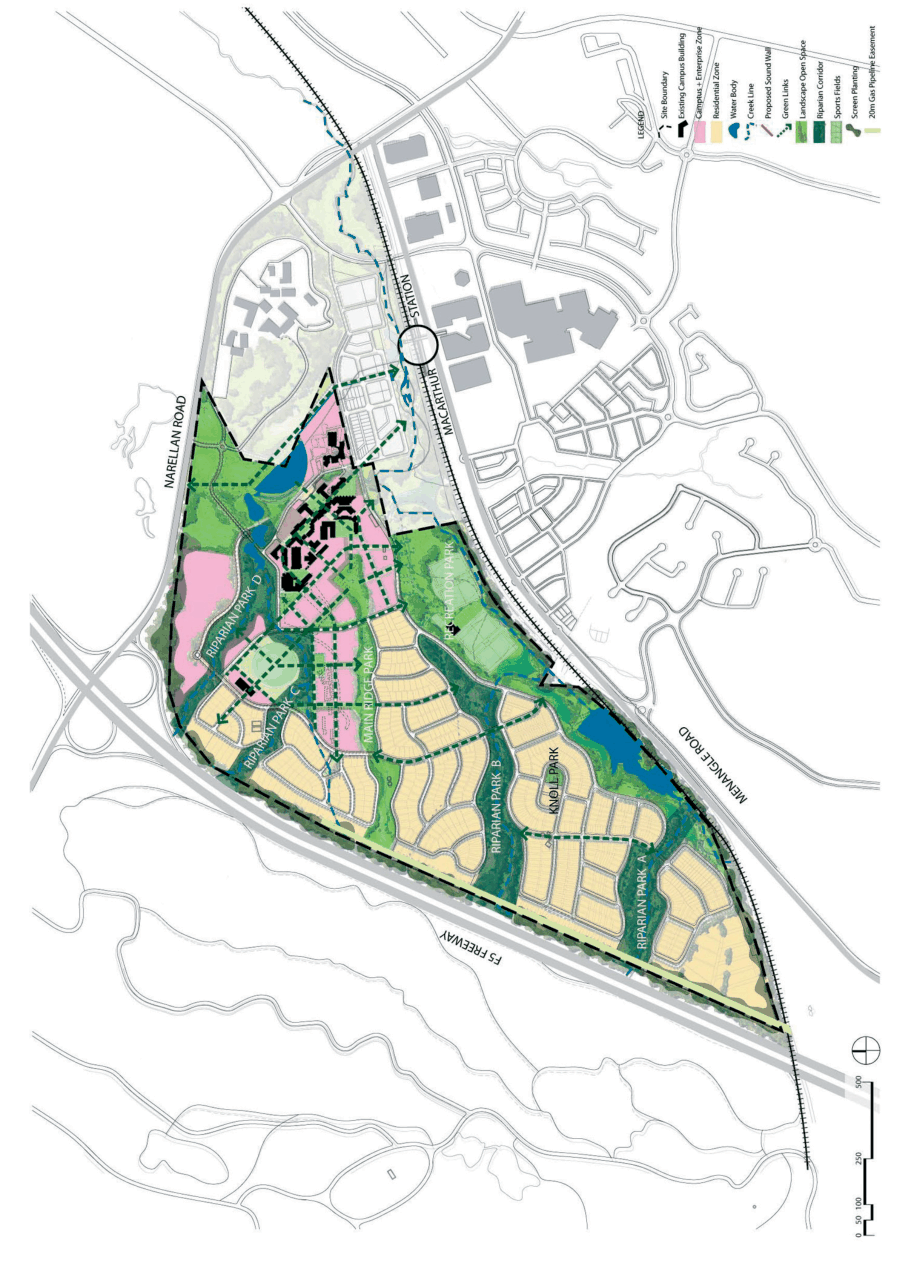 NARELLAN ROAD
STATION
MACARTHUR
RIPARIAN PARK D
RECREATION PARK
MAIN RIDGE PARK
RIPARIAN PARK C
KNOLL PARK
RIPARIAN PARK B
MENANGLE ROAD
RIPARIAN PARK A
F5 FREEWAY
LEGEND
Site Boundary
Existing Campus Building
Campus + Enterprise Zone
Residential Zone
Water Body
Creek Line
Proposed Sound Wall
Green Links
Landscape Open Space
Riparian Corridor
Sports Fields
Screen Planting
20m Gas Pipeline Easement
0 50 100 250 500